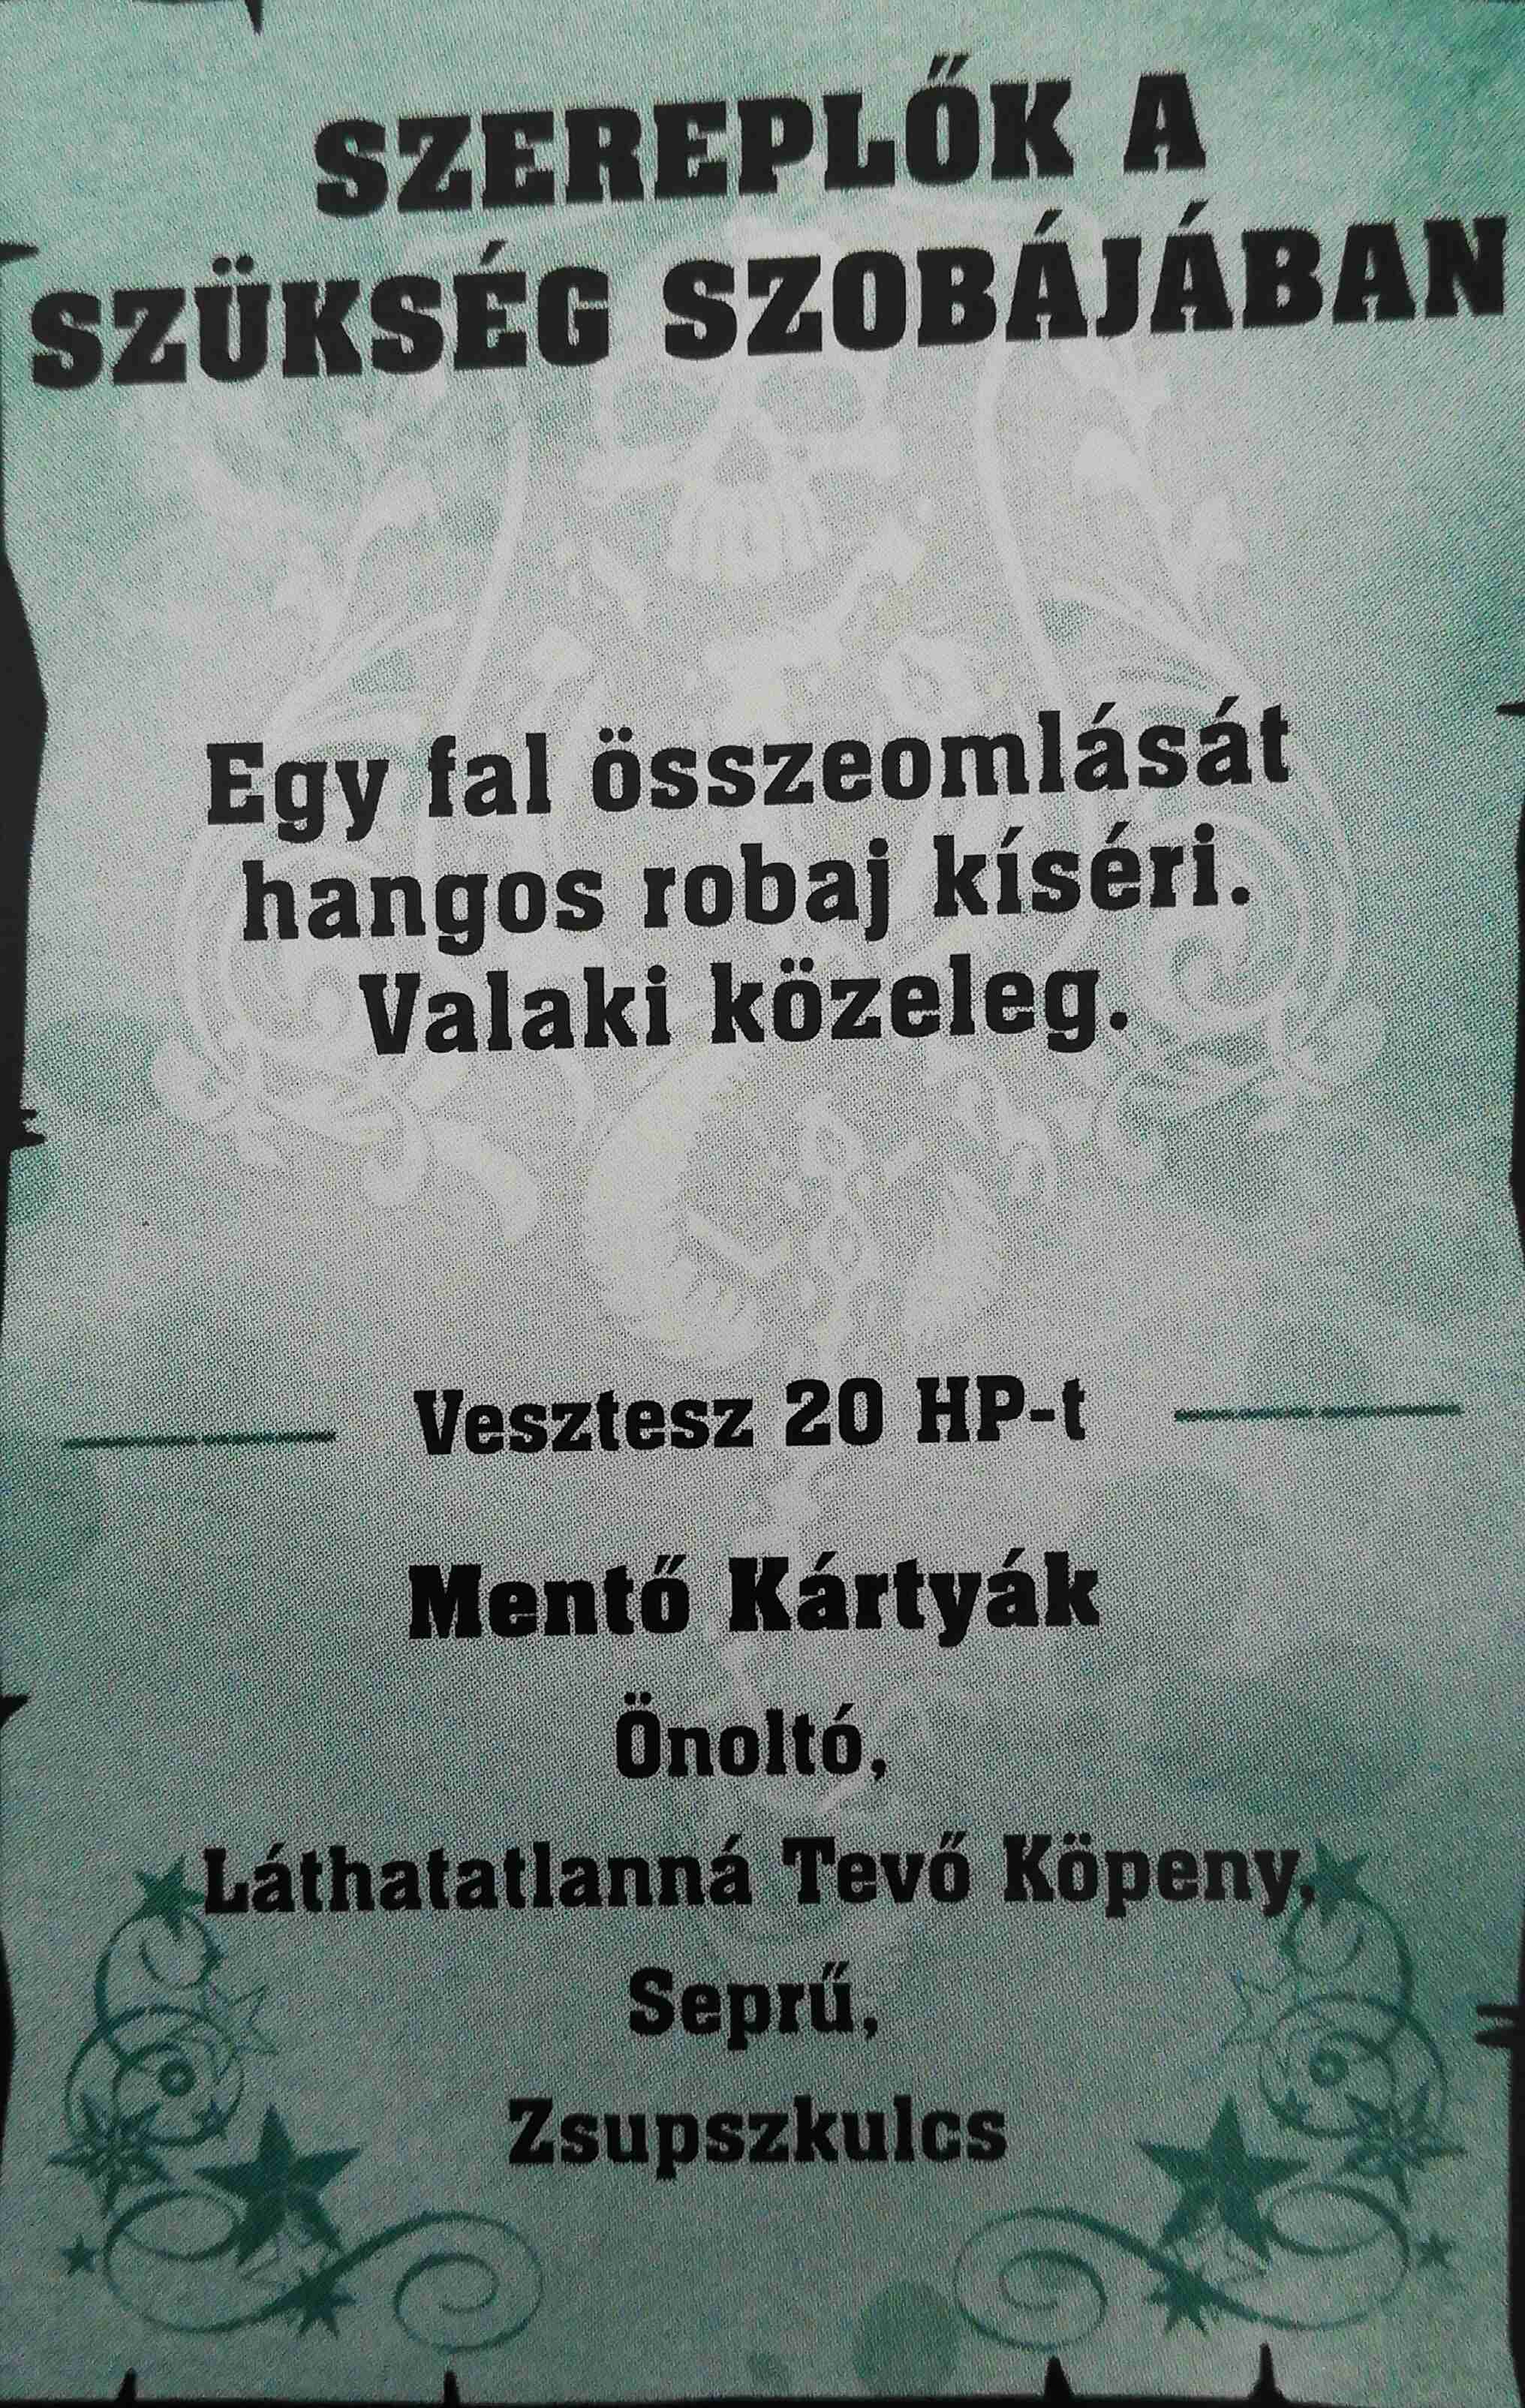 SZEREPLŐK A
SZÜKSÉG SZOBÁJÁBAN
Egy fal összeomlását
hangos robaj kíséri.
Valaki közeleg.
Vesztesz 20 HP-t
Mentő Kártyák
Önoltó,
Láthatatlanná Tevő Köpeny,
Seprű,
Zsupszkulcs